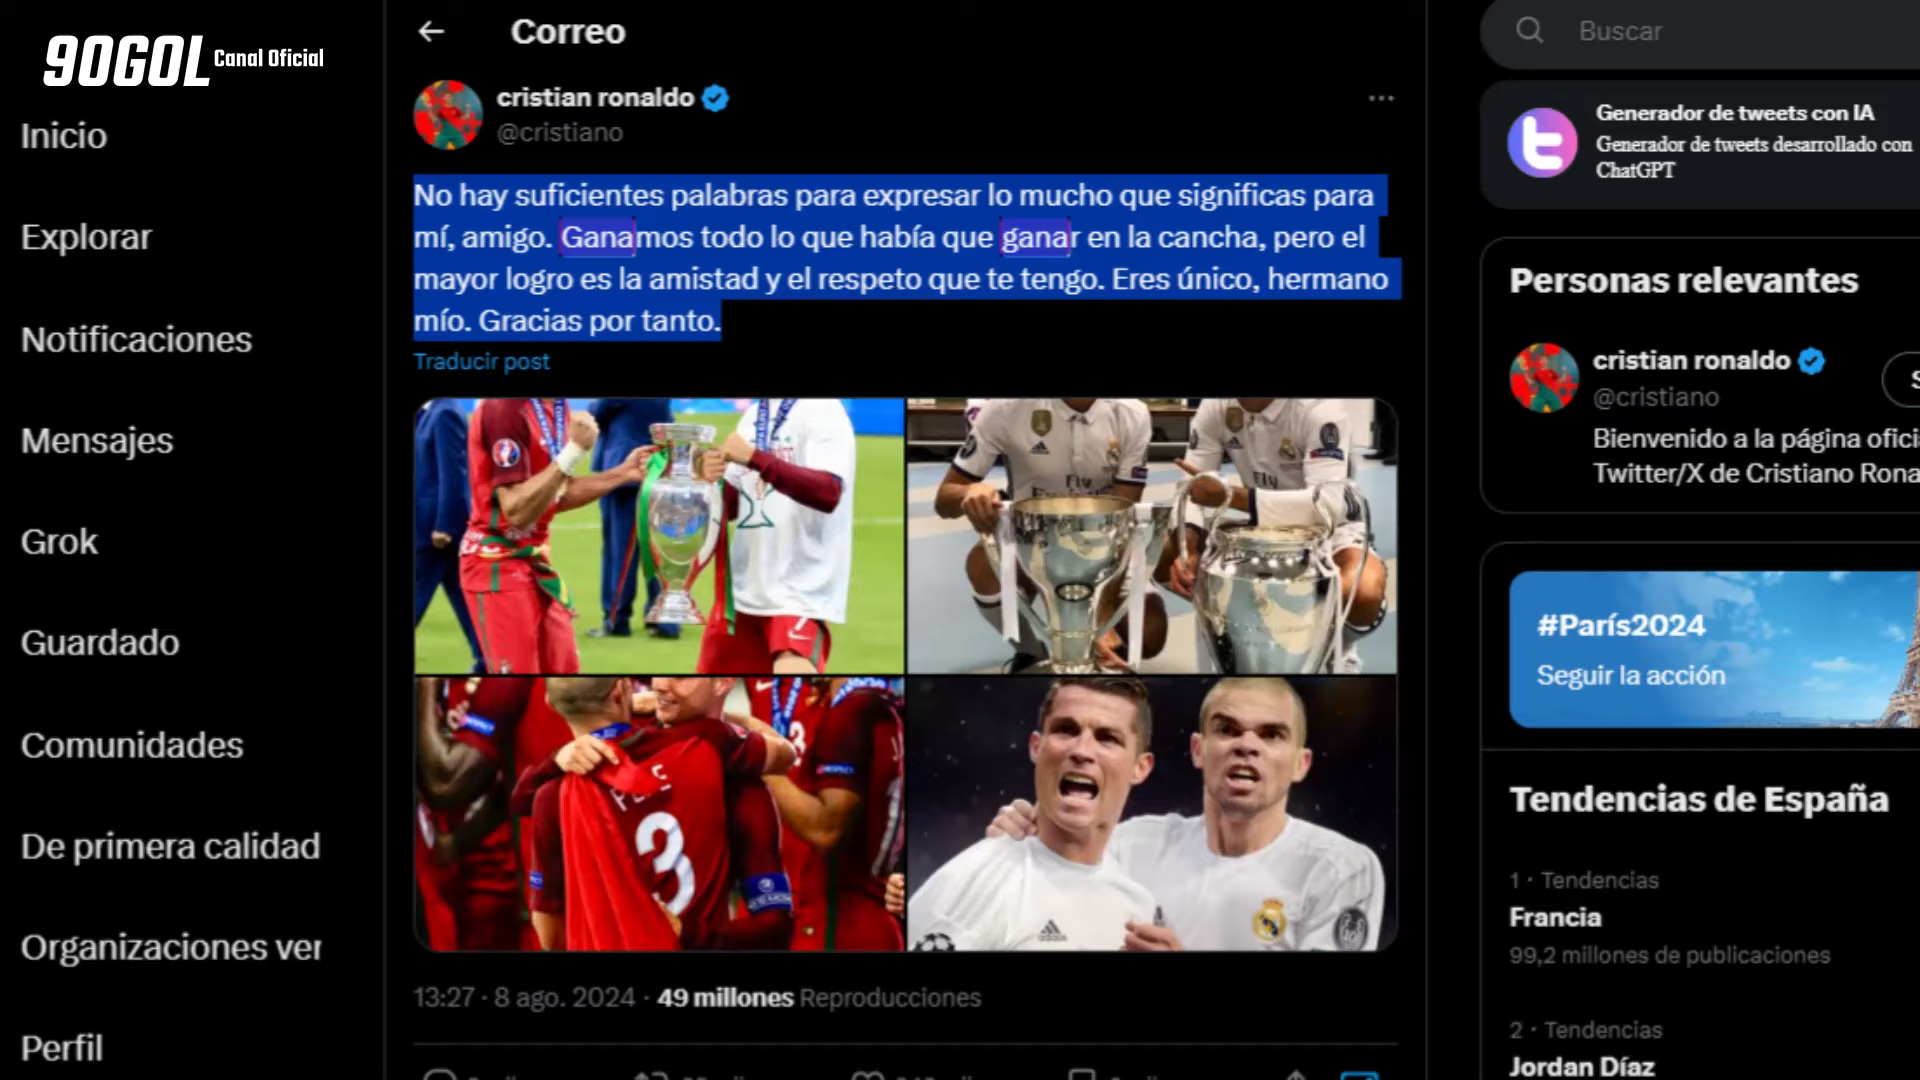 90GOL Canal Oficial
Inicio
Explorar
Notificaciones
Mensajes
Grok
Guardado
Comunidades
De primera calidad
Organizaciones ver
Perfil
Correo
cristian ronaldo
@cristiano
No hay suficientes palabras para expresar lo mucho que significas para
mí, amigo. Ganamos todo lo que había que ganar en la cancha, pero el
mayor logro es la amistad y el respeto que te tengo. Eres único, hermano
mío. Gracias por tanto.
Traducir post
Fly
3
13:27 · 8 ago. 2024 · 49 millones Reproducciones
Buscar
Generador de tweets con IA
Generador de tweets desarrollado con
ChatGPT
Personas relevantes
cristian ronaldo
@cristiano
Bienvenido a la página ofici
Twitter/X de Cristiano Rona
#París2024
Seguir la acción
Tendencias de España
1 · Tendencias
Francia
99,2 millones de publicaciones
2 · Tendencias
Jordan Díaz